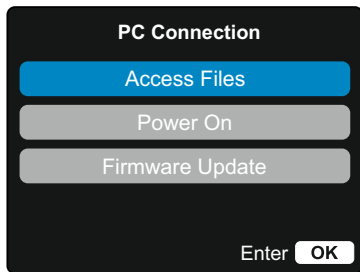 PC Connection
Access Files
Power On
Firmware Update
Enter OK